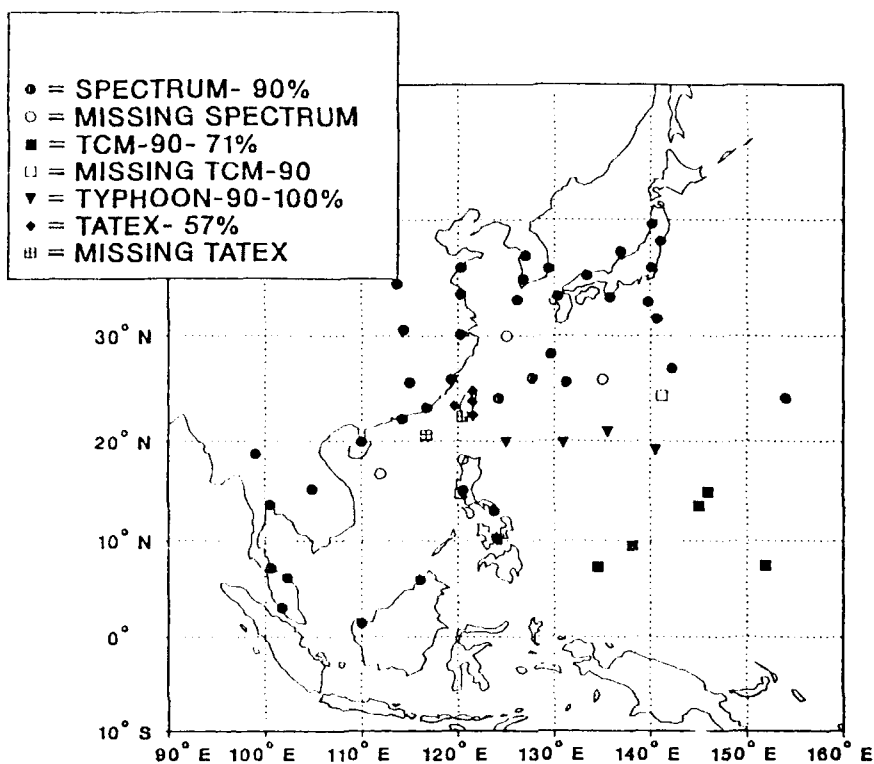 ● = SPECTRUM- 90%
○ = MISSING SPECTRUM
■ = TCM-90- 71%
□ = MISSING TCM-90
▼ = TYPHOON-90-100%
◆ = TATEX- 57%
⊞ = MISSING TATEX
30° N
20° N
10° N
0°
10° S
90° E 100° E 110° E 120° E 130° E 140° E 150° E 160° E